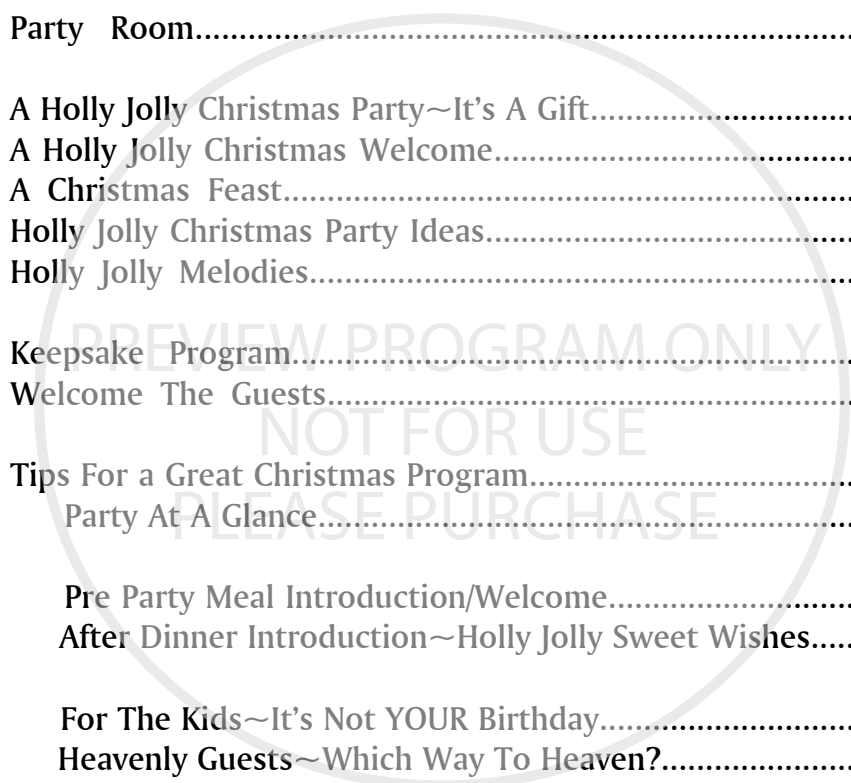 Party Room..............................................................................
A Holly Jolly Christmas Party~It's A Gift...............................
A Holly Jolly Christmas Welcome...........................................
A Christmas Feast....................................................................
Holly Jolly Christmas Party Ideas............................................
Holly Jolly Melodies.................................................................
PREVIEW PROGRAM ONLY
Keepsake Program...................................................................
Welcome The Guests...............................................................
NOT FOR USE
Tips For a Great Christmas Program.......................................
PLEASE PURCHASE
Party At A Glance................................................................
Pre Party Meal Introduction/Welcome.............................
After Dinner Introduction~Holly Jolly Sweet Wishes.....
For The Kids~It's Not YOUR Birthday..............................
Heavenly Guests~Which Way To Heaven?.......................